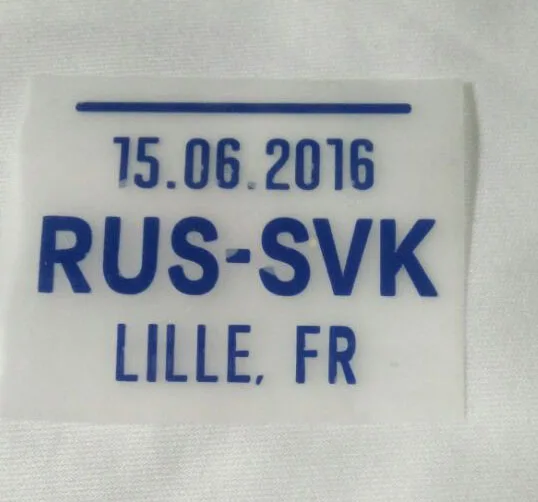 15.06.2016
RUS-SVK
LILLE, FR